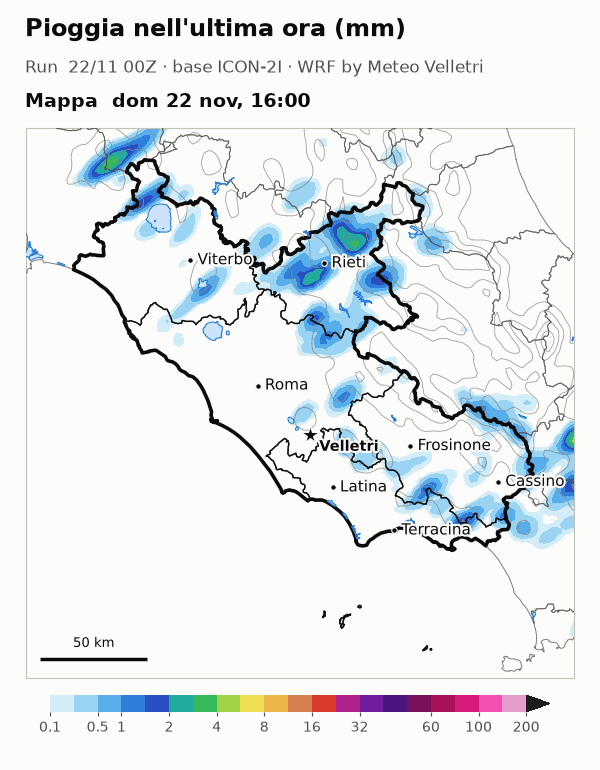 Pioggia nell'ultima ora (mm)
Run  22/11 00Z · base ICON-2I · WRF by Meteo Velletri
Mappa  dom 22 nov, 16:00
Viterbo
Rieti
Roma
Velletri
Frosinone
Latina
Cassino
Terracina
50 km
0.1 0.5 1 2 4 8 16 32 60 100 200